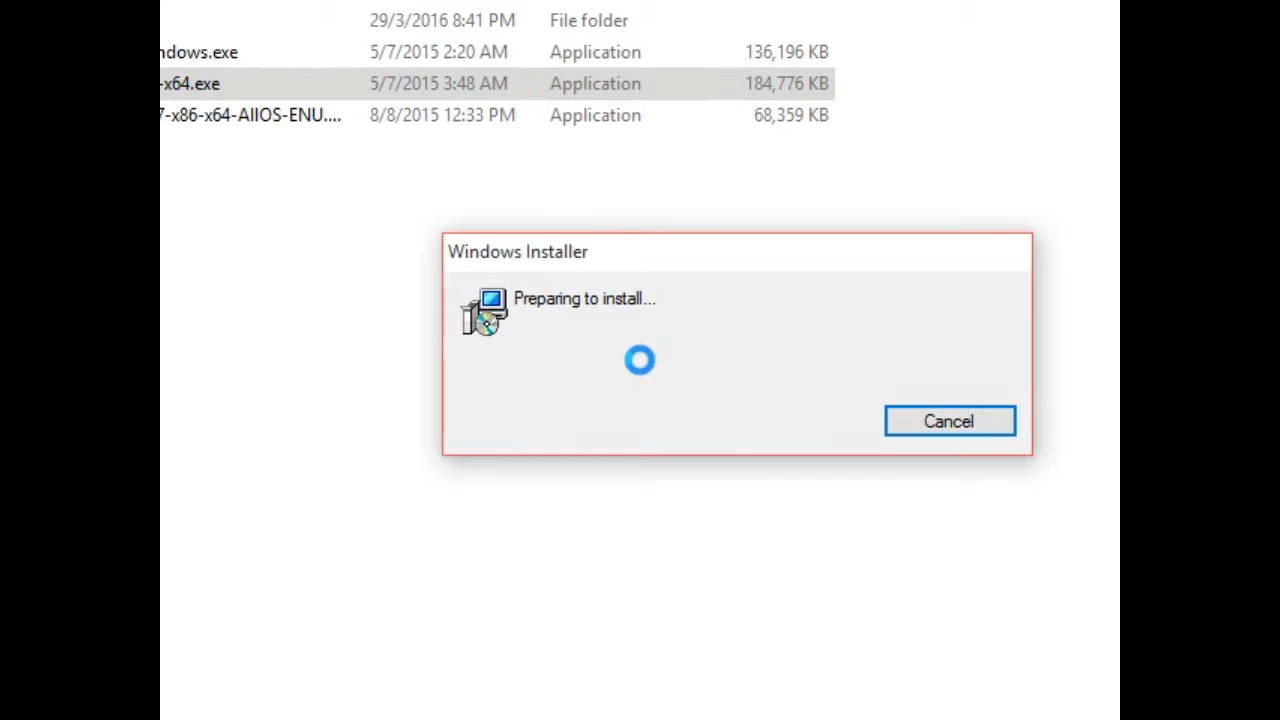 29/3/2016 8:41 PM File folder
ndows.exe 5/7/2015 2:20 AM Application 136,196 KB
-x64.exe 5/7/2015 3:48 AM Application 184,776 KB
7-x86-x64-AllOS-ENU.... 8/8/2015 12:33 PM Application 68,359 KB
Windows Installer
Preparing to install...
Cancel